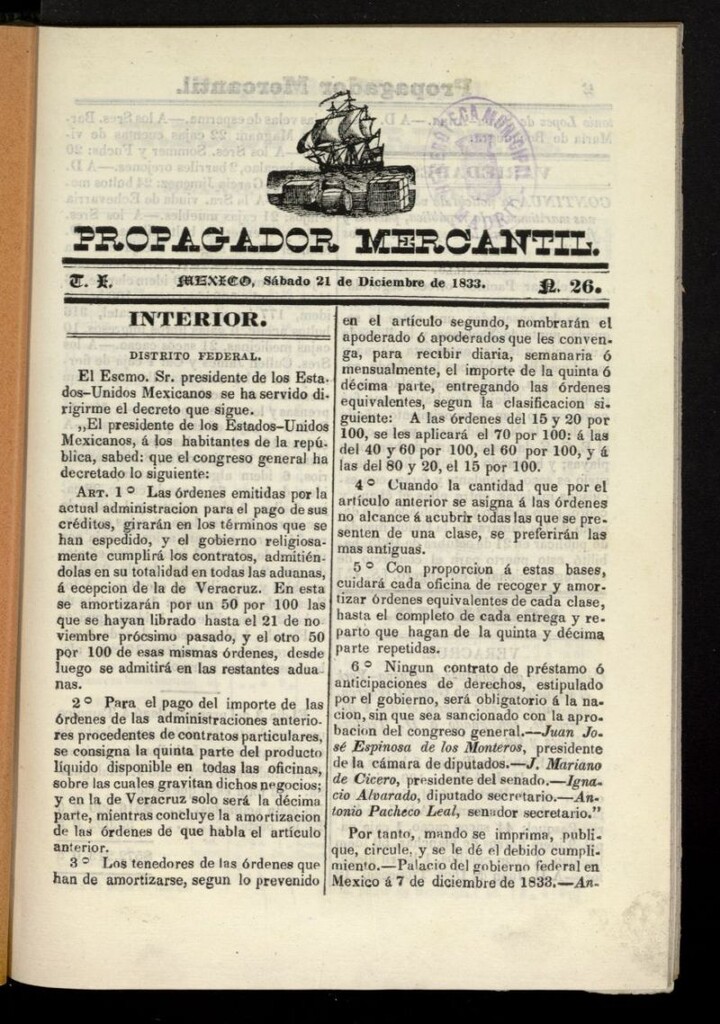 PROPAGADOR MERCANTIL.
T. I.
MEXICO, Sábado 21 de Diciembre de 1833.
N. 26.
INTERIOR.
DISTRITO FEDERAL.
El Escmo. Sr. presidente de los Esta-
dos-Unidos Mexicanos se ha servido di-
rigirme el decreto que sigue.
„El presidente de los Estados-Unidos
Mexicanos, á los habitantes de la repú-
blica, sabed: que el congreso general ha
decretado lo siguiente:
ART. 1° Las órdenes emitidas por la
actual administracion para el pago de sus
créditos, girarán en los términos que se
han espedido, y el gobierno religiosa-
mente cumplirá los contratos, admitién-
dolas en su totalidad en todas las aduanas,
á ecepcion de la de Veracruz. En esta
se amortizarán por un 50 por 100 las
que se hayan librado hasta el 21 de no
viembre prócsimo pasado, y el otro 50
por 100 de esas mismas órdenes, desde
luego se admitirá en las restantes adua
nas.
2° Para el pago del importe de las
órdenes de las administraciones anterio-
res procedentes de contratos particulares,
se consigna la quinta parte del producto
líquido disponible en todas las oficinas,
sobre las cuales gravitan dichos negocios;
y en la de Veracruz solo será la décima
parte, mientras concluye la amortizacion
de las órdenes de que habla el artículo
anterior.
3° Los tenedores de las órdenes que
han de amortizarse, segun lo prevenido
en el artículo segundo, nombrarán el
apoderado ó apoderados que les conven-
ga, para recibir diaria, semanaria ó
mensualmente, el importe de la quinta ó
décima parte, entregando las órdenes
equivalentes, segun la clasificacion si-
guiente: A las órdenes del 15 y 20 por
100, se les aplicará el 70 por 100: á las
del 40 y 60 por 100, el 60 por 100, y á
las del 80 y 20, el 15 por 100.
4° Cuando la cantidad que por el
artículo anterior se asigna á las órdenes
no alcance á acubrir todas las que se pre-
senten de una clase, se preferirán las
mas antiguas.
5° Con proporcion á estas bases,
cuidará cada oficina de recoger y amor-
tizar órdenes equivalentes de cada clase,
hasta el completo de cada entrega y re-
parto que hagan de la quinta y décima
parte repetidas.
6° Ningun contrato de préstamo ó
anticipaciones de derechos, estipulado
por el gobierno, será obligatorio á la na-
cion, sin que sea sancionado con la apro-
bacion del congreso general.—Juan Jo-
sé Espinosa de los Monteros, presidente
de la cámara de diputados.—J. Mariano
de Cicero, presidente del senado.—Igna-
cio Alvarado, diputado secretario.—An-
tonio Pacheco Leal, senador secretario."
Por tanto, mando se imprima, publi-
que, circule, y se le dé el debido cumpli-
miento.—Palacio del gobierno federal en
Mexico á 7 de diciembre de 1833.—An-